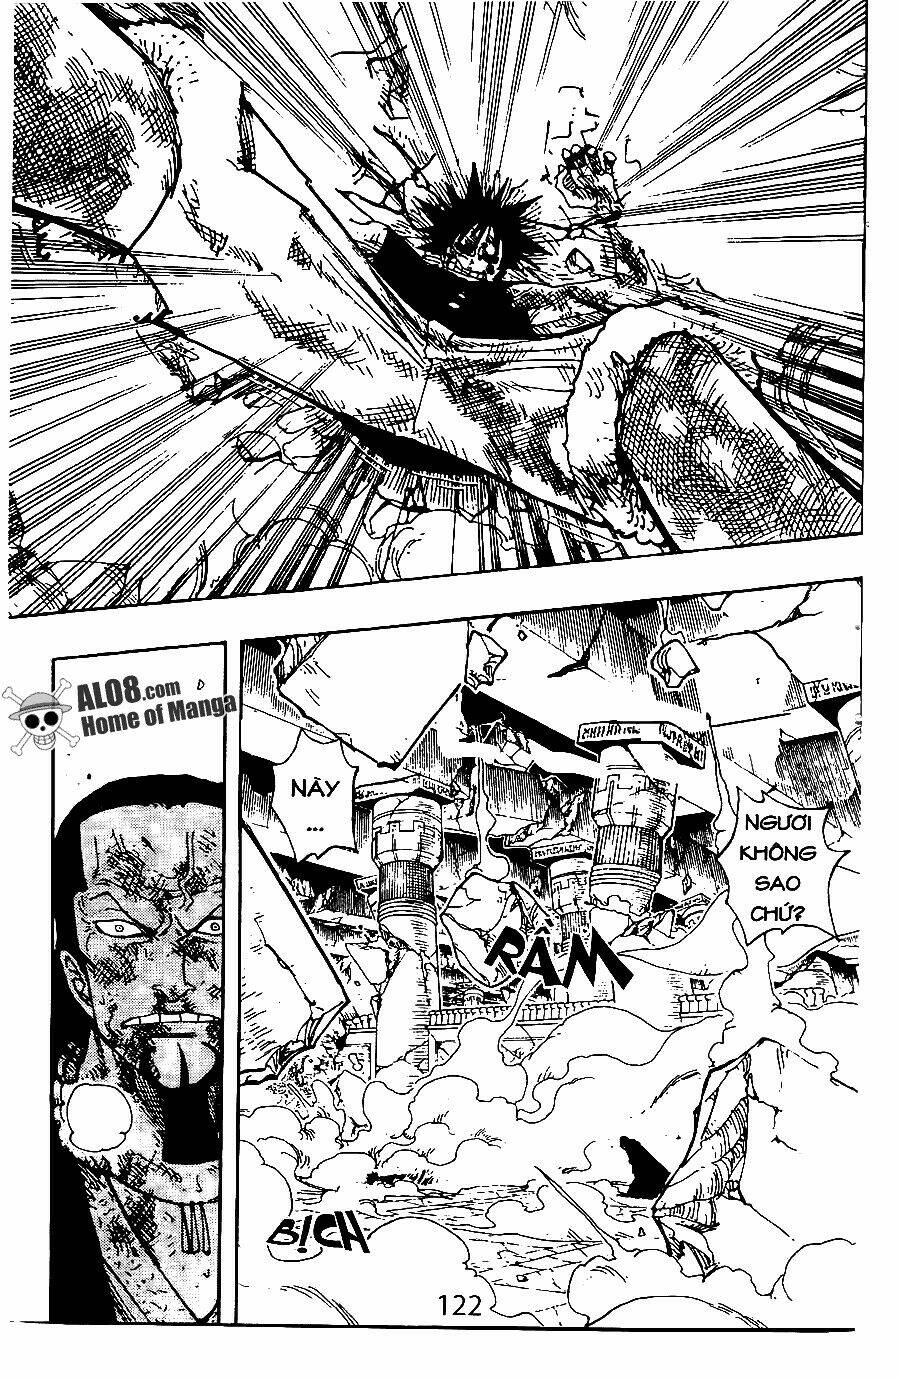 ALO8.com
Home of Manga
NÀY
...
NGƯƠI
KHÔNG
SAO
CHỨ?
RẦM
BỊCH
122